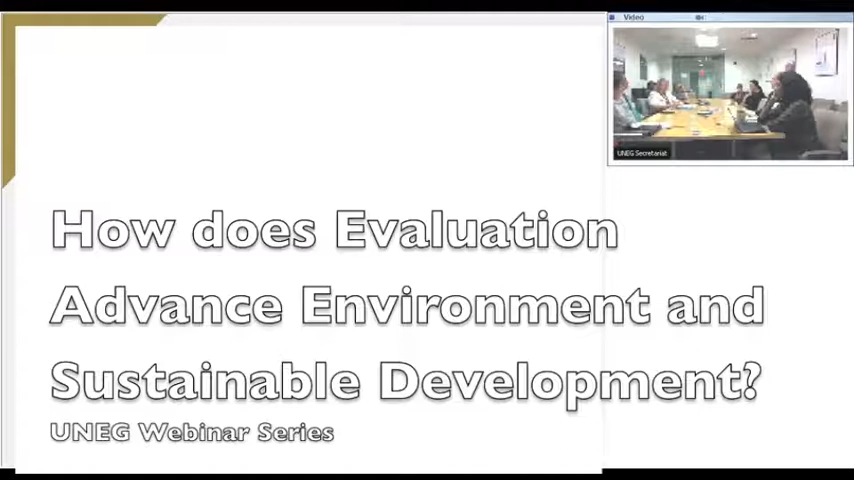 Video
UNEG Secretariat
How does Evaluation
Advance Environment and
Sustainable Development?
UNEG Webinar Series